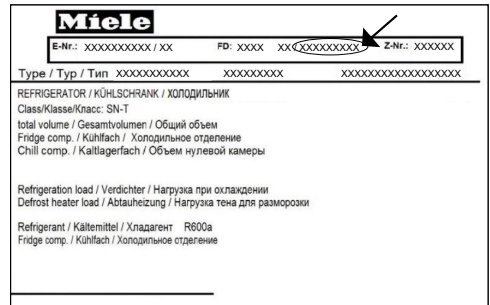 Miele
E-Nr.: XXXXXXXXXX / XX FD: XXXX XX / XXXXXXXXX Z-Nr.: XXXXXX
Type / Typ / Тип XXXXXXXXXXX XXXXXXXXX XXXXXXXXXXXXXXXXXX
REFRIGERATOR / KÜHLSCHRANK / ХОЛОДИЛЬНИК
Class/Klasse/Класс: SN-T
total volume / Gesamtvolumen / Общий объем
Fridge comp. / Kühlfach / Холодильное отделение
Chill comp. / Kaltlagerfach / Объем нулевой камеры
Refrigeration load / Verdichter / Нагрузка при охлаждении
Defrost heater load / Abtauheizung / Нагрузка тена для разморозки
Refrigerant / Kältemittel / Хладагент R600a
Fridge comp. / Kühlfach / Холодильное отделение